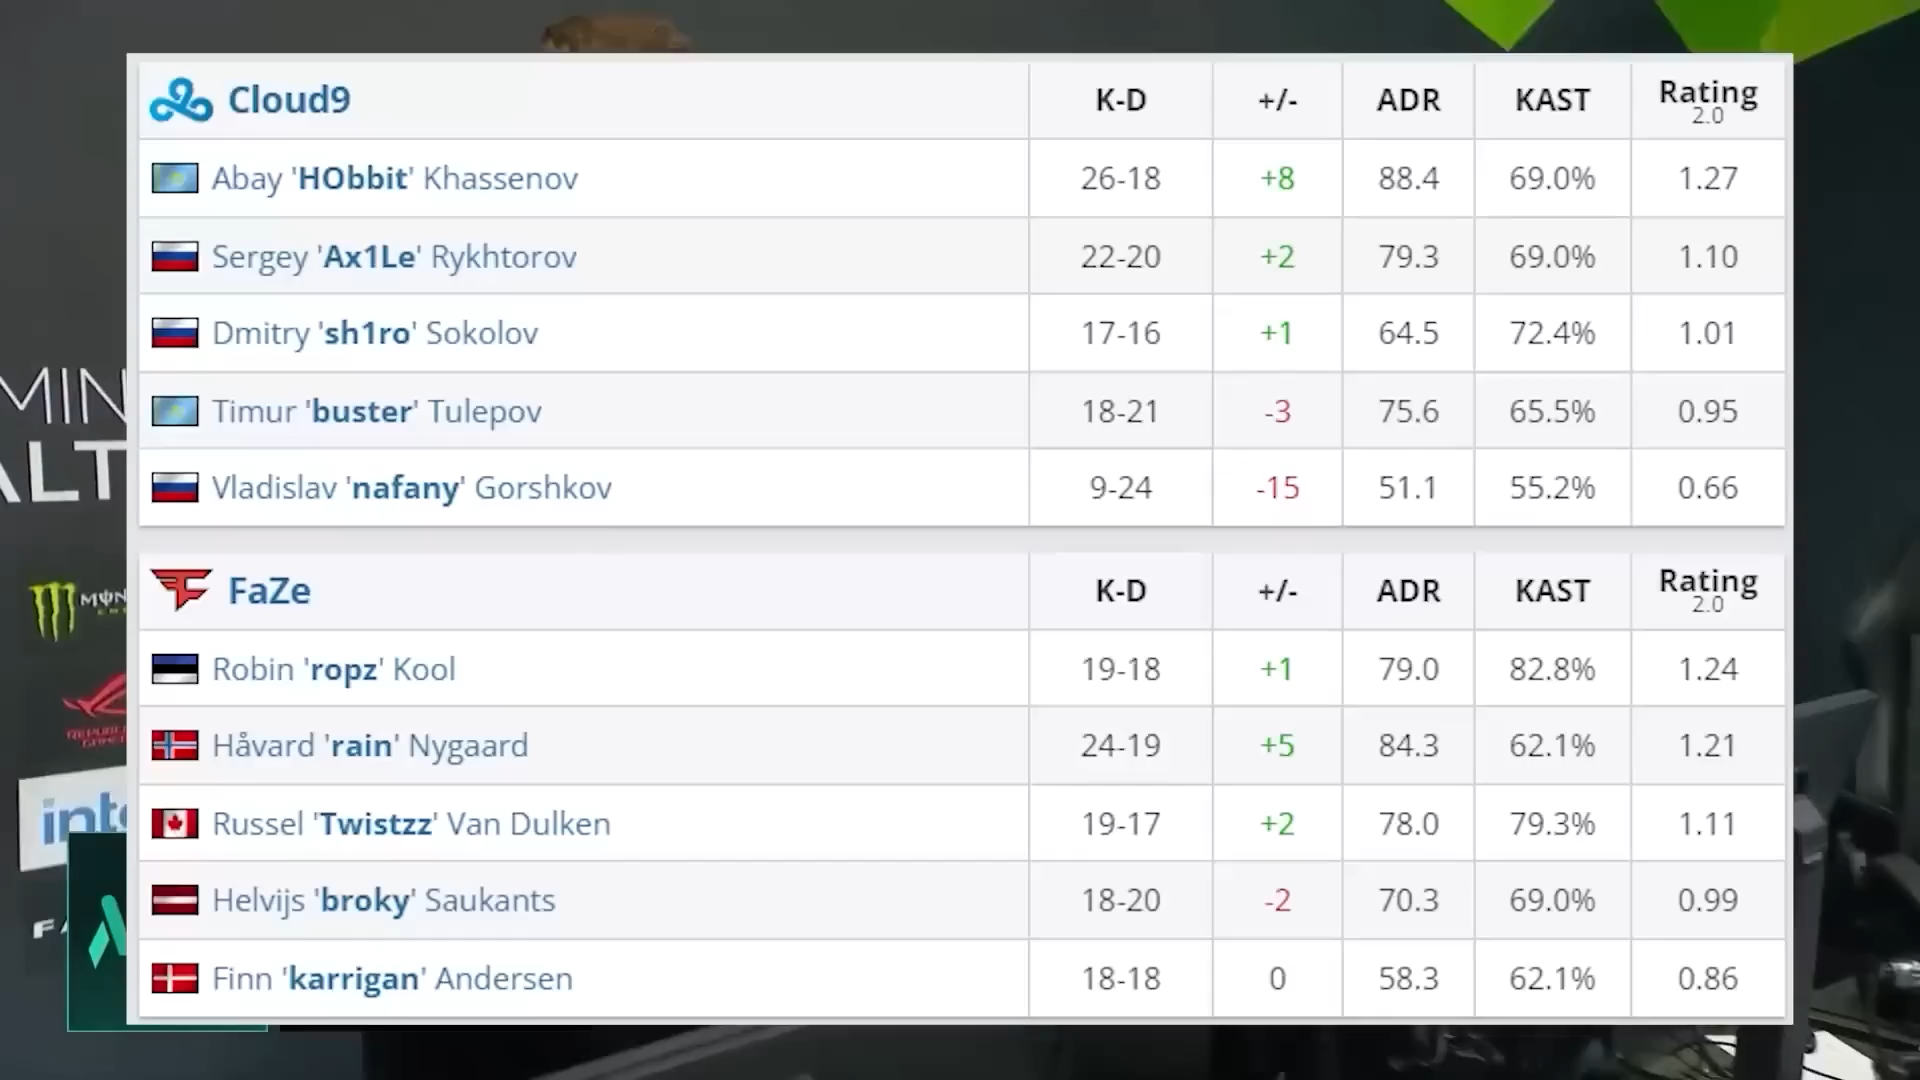 Cloud9 K-D +/- ADR KAST Rating 2.0
Abay 'HObbit' Khassenov 26-18 +8 88.4 69.0% 1.27
Sergey 'Ax1Le' Rykhtorov 22-20 +2 79.3 69.0% 1.10
Dmitry 'sh1ro' Sokolov 17-16 +1 64.5 72.4% 1.01
Timur 'buster' Tulepov 18-21 -3 75.6 65.5% 0.95
Vladislav 'nafany' Gorshkov 9-24 -15 51.1 55.2% 0.66
FaZe K-D +/- ADR KAST Rating 2.0
Robin 'ropz' Kool 19-18 +1 79.0 82.8% 1.24
Håvard 'rain' Nygaard 24-19 +5 84.3 62.1% 1.21
Russel 'Twistzz' Van Dulken 19-17 +2 78.0 79.3% 1.11
Helvijs 'broky' Saukants 18-20 -2 70.3 69.0% 0.99
Finn 'karrigan' Andersen 18-18 0 58.3 62.1% 0.86